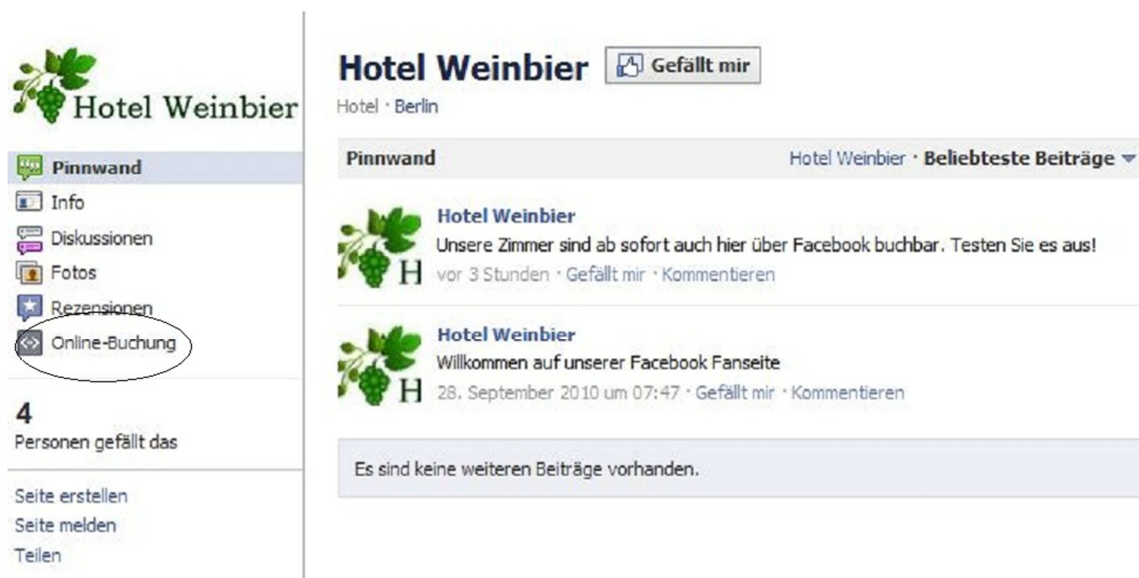 Hotel Weinbier
Pinnwand
Info
Diskussionen
Fotos
Rezensionen
Online-Buchung
4
Personen gefällt das
Seite erstellen
Seite melden
Teilen
Hotel Weinbier Gefällt mir
Hotel · Berlin
Pinnwand Hotel Weinbier · Beliebteste Beiträge
H
Hotel Weinbier
Unsere Zimmer sind ab sofort auch hier über Facebook buchbar. Testen Sie es aus!
vor 3 Stunden · Gefällt mir · Kommentieren
H
Hotel Weinbier
Willkommen auf unserer Facebook Fanseite
28. September 2010 um 07:47 · Gefällt mir · Kommentieren
Es sind keine weiteren Beiträge vorhanden.